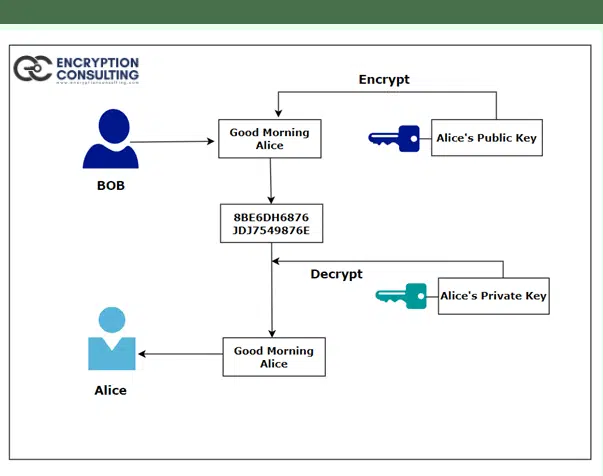 ENCRYPTION
CONSULTING
www.encryptionconsulting.com
Encrypt
Good Morning
Alice
Alice's Public Key
BOB
8BE6DH6876
JDJ7549876E
Decrypt
Alice's Private Key
Good Morning
Alice
Alice